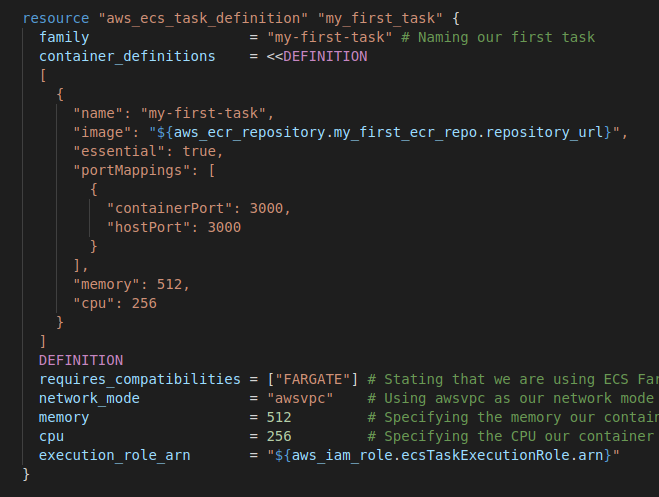 resource "aws_ecs_task_definition" "my_first_task" {
  family                   = "my-first-task" # Naming our first task
  container_definitions    = <<DEFINITION
  [
    {
      "name": "my-first-task",
      "image": "${aws_ecr_repository.my_first_ecr_repo.repository_url}",
      "essential": true,
      "portMappings": [
        {
          "containerPort": 3000,
          "hostPort": 3000
        }
      ],
      "memory": 512,
      "cpu": 256
    }
  ]
  DEFINITION
  requires_compatibilities = ["FARGATE"] # Stating that we are using ECS Far
  network_mode             = "awsvpc"    # Using awsvpc as our network mode
  memory                   = 512         # Specifying the memory our contain
  cpu                      = 256         # Specifying the CPU our container
  execution_role_arn       = "${aws_iam_role.ecsTaskExecutionRole.arn}"
}